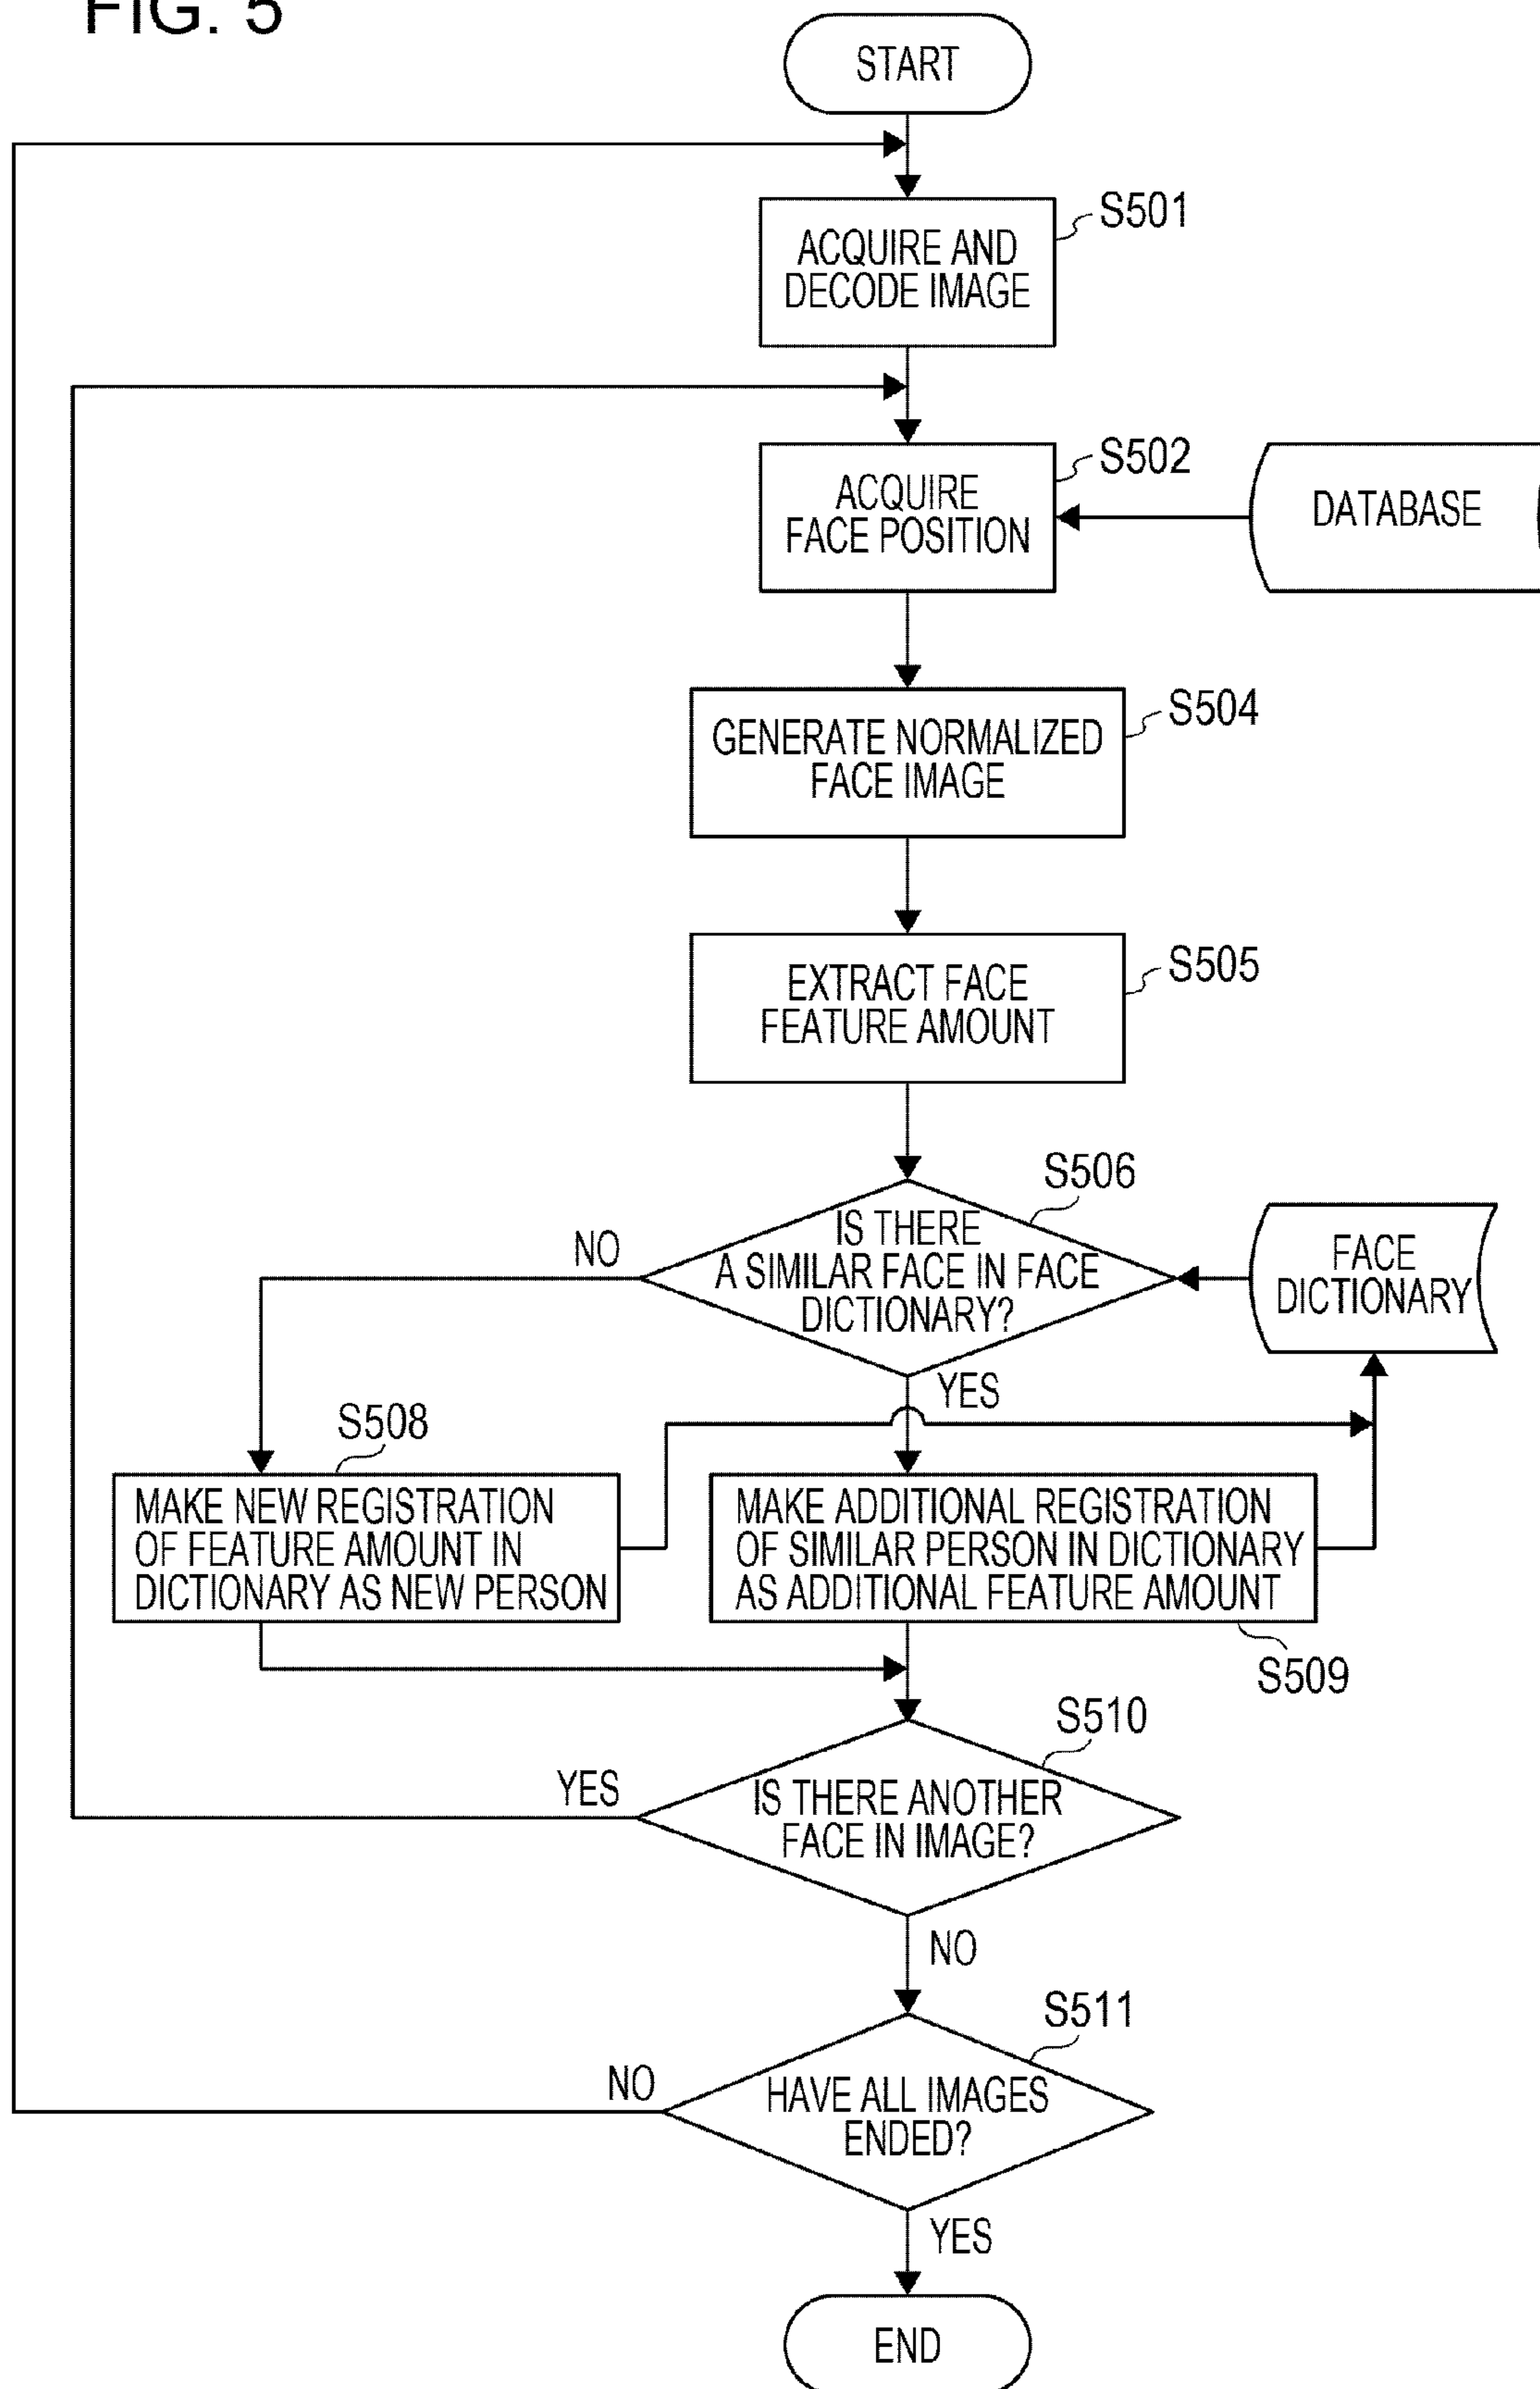 FIG. 5
START
S501
ACQUIRE AND
DECODE IMAGE
S502
ACQUIRE
FACE POSITION
DATABASE
S504
GENERATE NORMALIZED
FACE IMAGE
S505
EXTRACT FACE
FEATURE AMOUNT
S506
NO
IS THERE
A SIMILAR FACE IN FACE
DICTIONARY?
FACE
DICTIONARY
YES
S508
MAKE NEW REGISTRATION
OF FEATURE AMOUNT IN
DICTIONARY AS NEW PERSON
MAKE ADDITIONAL REGISTRATION
OF SIMILAR PERSON IN DICTIONARY
AS ADDITIONAL FEATURE AMOUNT
S509
S510
YES
IS THERE ANOTHER
FACE IN IMAGE?
NO
S511
NO
HAVE ALL IMAGES
ENDED?
YES
END